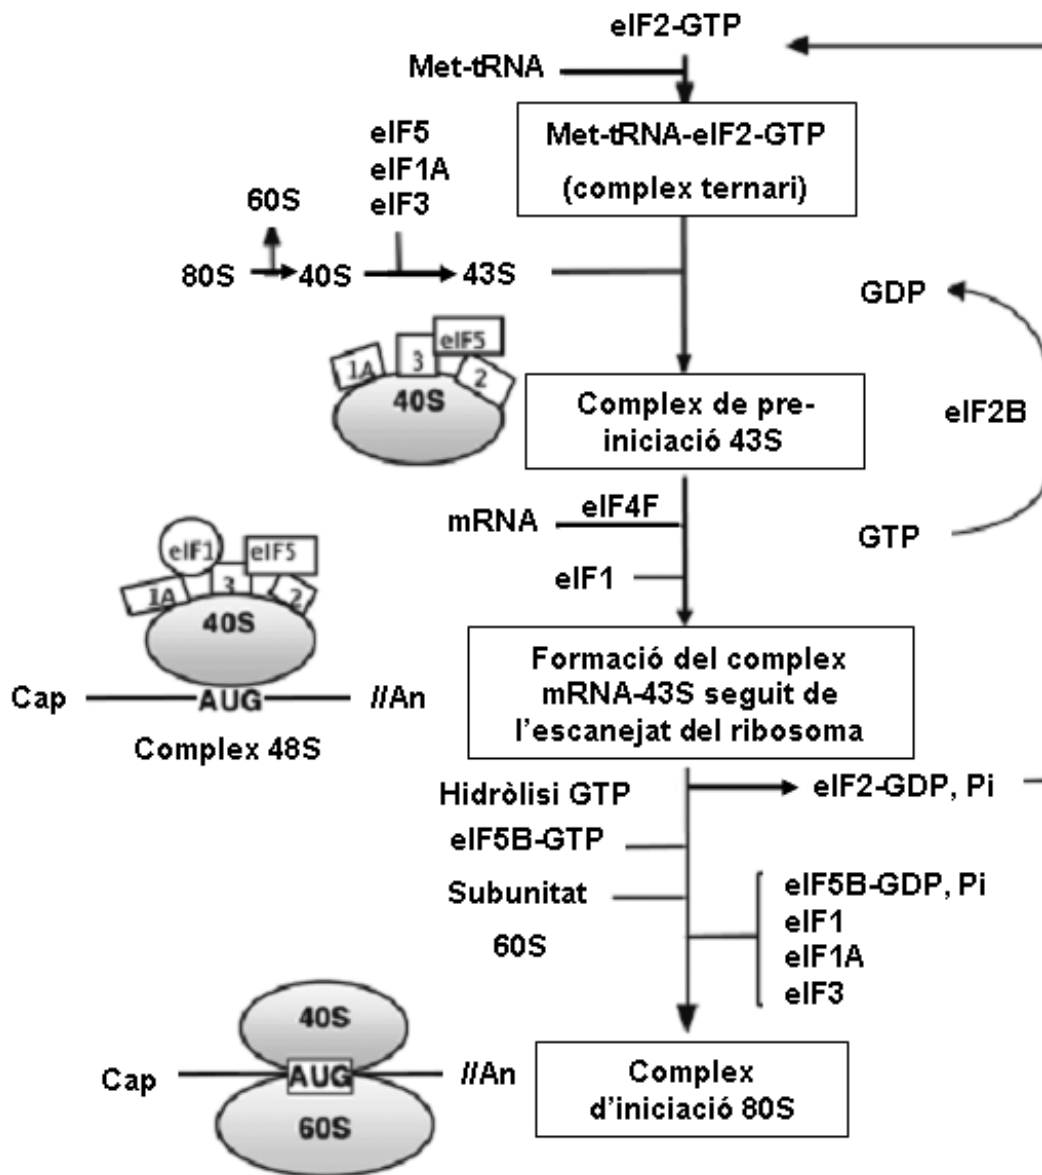 eIF2-GTP
Met-tRNA
Met-tRNA-eIF2-GTP
(complex ternari)
eIF5
eIF1A
eIF3
60S
80S
40S
43S
GDP
eIF2B
GTP
1A
3
eIF5
2
40S
Complex de pre-
iniciació 43S
mRNA
eIF4F
eIF1
eIF1
eIF5
1A
3
2
40S
Cap
AUG
//An
Complex 48S
Formació del complex
mRNA-43S seguit de
l'escanejat del ribosoma
Hidròlisi GTP
eIF2-GDP, Pi
eIF5B-GTP
Subunitat
60S
eIF5B-GDP, Pi
eIF1
eIF1A
eIF3
40S
Cap
AUG
//An
60S
Complex
d'iniciació 80S